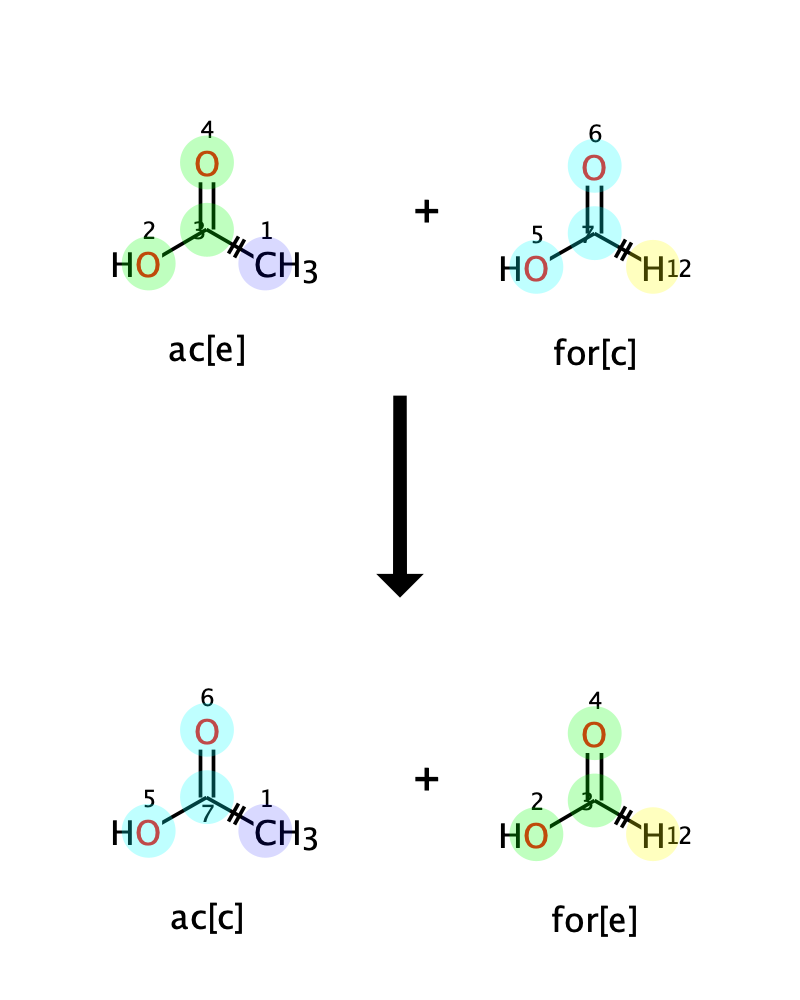 4 6
O O
2 3 1 5 7
HO CH3 HO H12
+
ac[e] for[c]
6 4
O O
5 7 1 2 3
HO CH3 HO H12
+
ac[c] for[e]